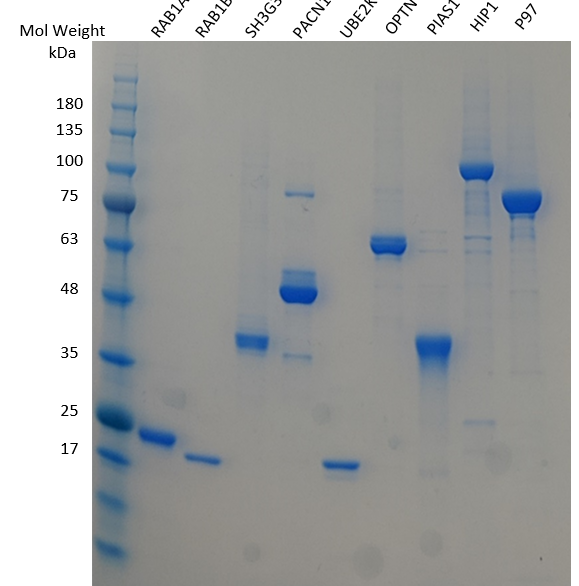 Mol Weight
kDa
RAB1A
RAB1B
SH3G3
PACN1
UBE2K
OPTN
PIAS1
HIP1
P97
180
135
100
75
63
48
35
25
17